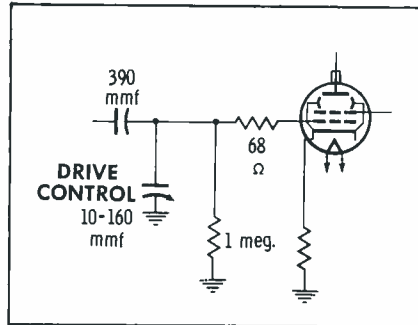 390
mmf
68
Ω
DRIVE
CONTROL
10-160
mmf
1 meg.